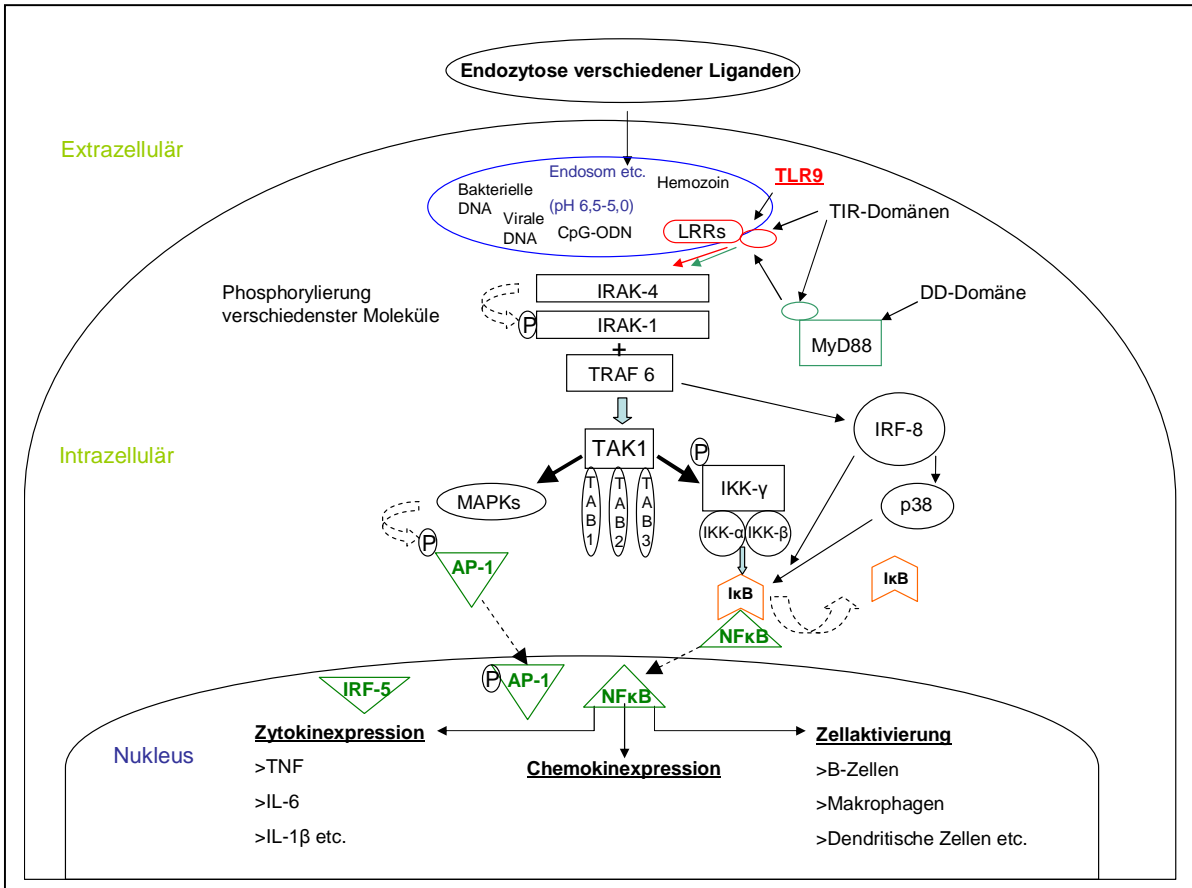 Endozytose verschiedener Liganden
Extrazellulär
Endosom etc.
Bakterielle
DNA
Hemozoin
TLR9
(pH 6,5-5,0)
Virale
DNA
CpG-ODN
LRRs
TIR-Domänen
Phosphorylierung
verschiedenster Moleküle
IRAK-4
DD-Domäne
P
IRAK-1
MyD88
+
TRAF 6
IRF-8
Intrazellulär
TAK1
P
IKK-γ
MAPKs
TAB1
TAB2
TAB3
p38
IKK-α
IKK-β
P
AP-1
IκB
IκB
NFκB
P
AP-1
IRF-5
NFκB
Nukleus
Zytokinexpression
>TNF
>IL-6
>IL-1β etc.
Chemokinexpression
Zellaktivierung
>B-Zellen
>Makrophagen
>Dendritische Zellen etc.